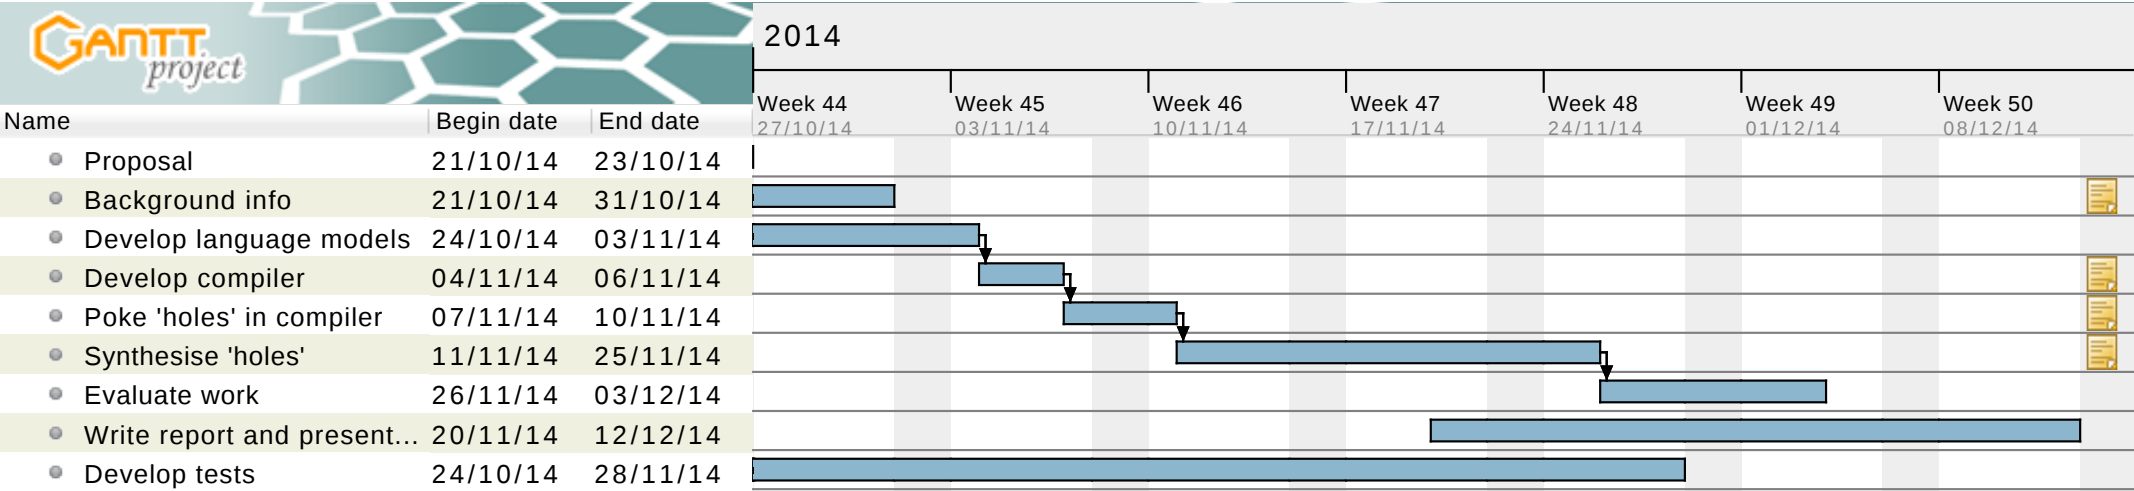 GANTT
project
2014
Week 44 Week 45 Week 46 Week 47 Week 48 Week 49 Week 50
Name Begin date End date 27/10/14 03/11/14 10/11/14 17/11/14 24/11/14 01/12/14 08/12/14
Proposal 21/10/14 23/10/14
Background info 21/10/14 31/10/14
Develop language models 24/10/14 03/11/14
Develop compiler 04/11/14 06/11/14
Poke 'holes' in compiler 07/11/14 10/11/14
Synthesise 'holes' 11/11/14 25/11/14
Evaluate work 26/11/14 03/12/14
Write report and present... 20/11/14 12/12/14
Develop tests 24/10/14 28/11/14